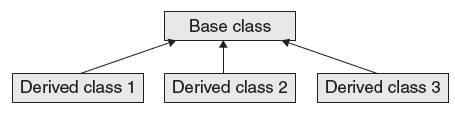 Base class
Derived class 1
Derived class 2
Derived class 3